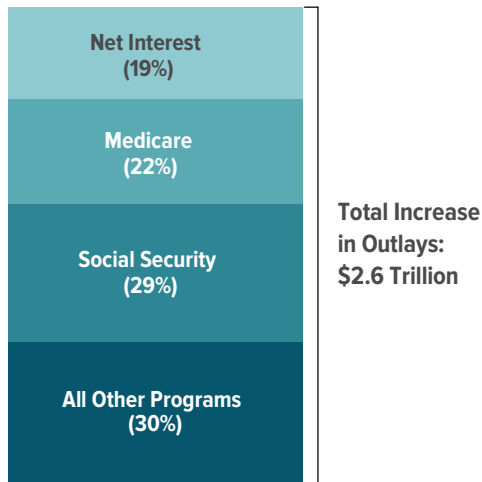 Net Interest
(19%)
Medicare
(22%)
Social Security
(29%)
All Other Programs
(30%)
Total Increase
in Outlays:
$2.6 Trillion